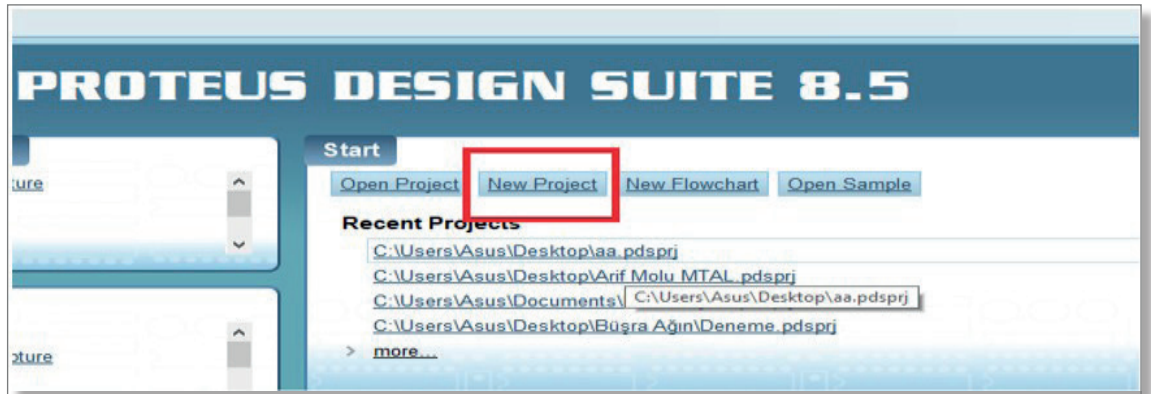 PROTEUS DESIGN SUITE 8.5
Start
ture
Open Project New Project New Flowchart Open Sample
Recent Projects
C:\Users\Asus\Desktop\aa.pdsprj
C:\Users\Asus\Desktop\Arif Molu MTAL.pdsprj
C:\Users\Asus\Documents\
C:\Users\Asus\Desktop\aa.pdsprj
C:\Users\Asus\Desktop\Büşra Ağın\Deneme.pdsprj
pture
more...